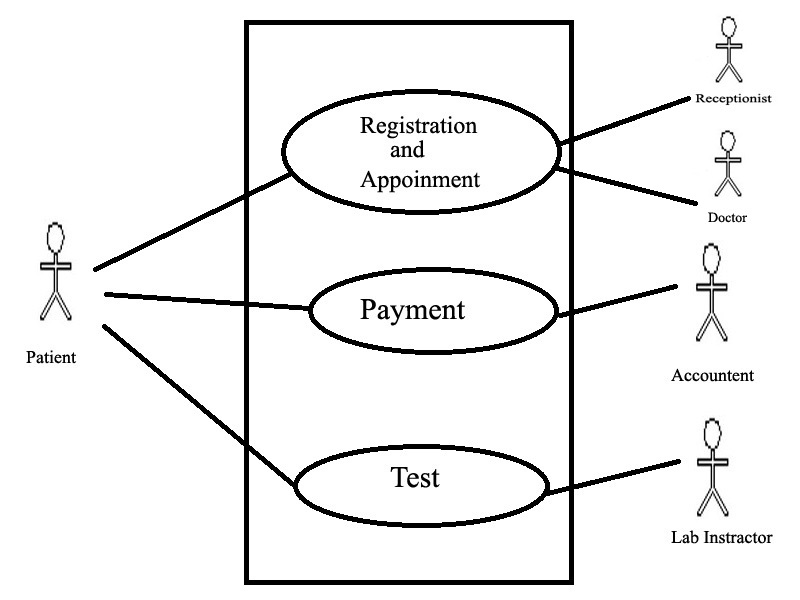 Registration
and
Appoinment
Receptionist
Doctor
Patient
Payment
Accountent
Test
Lab Instractor